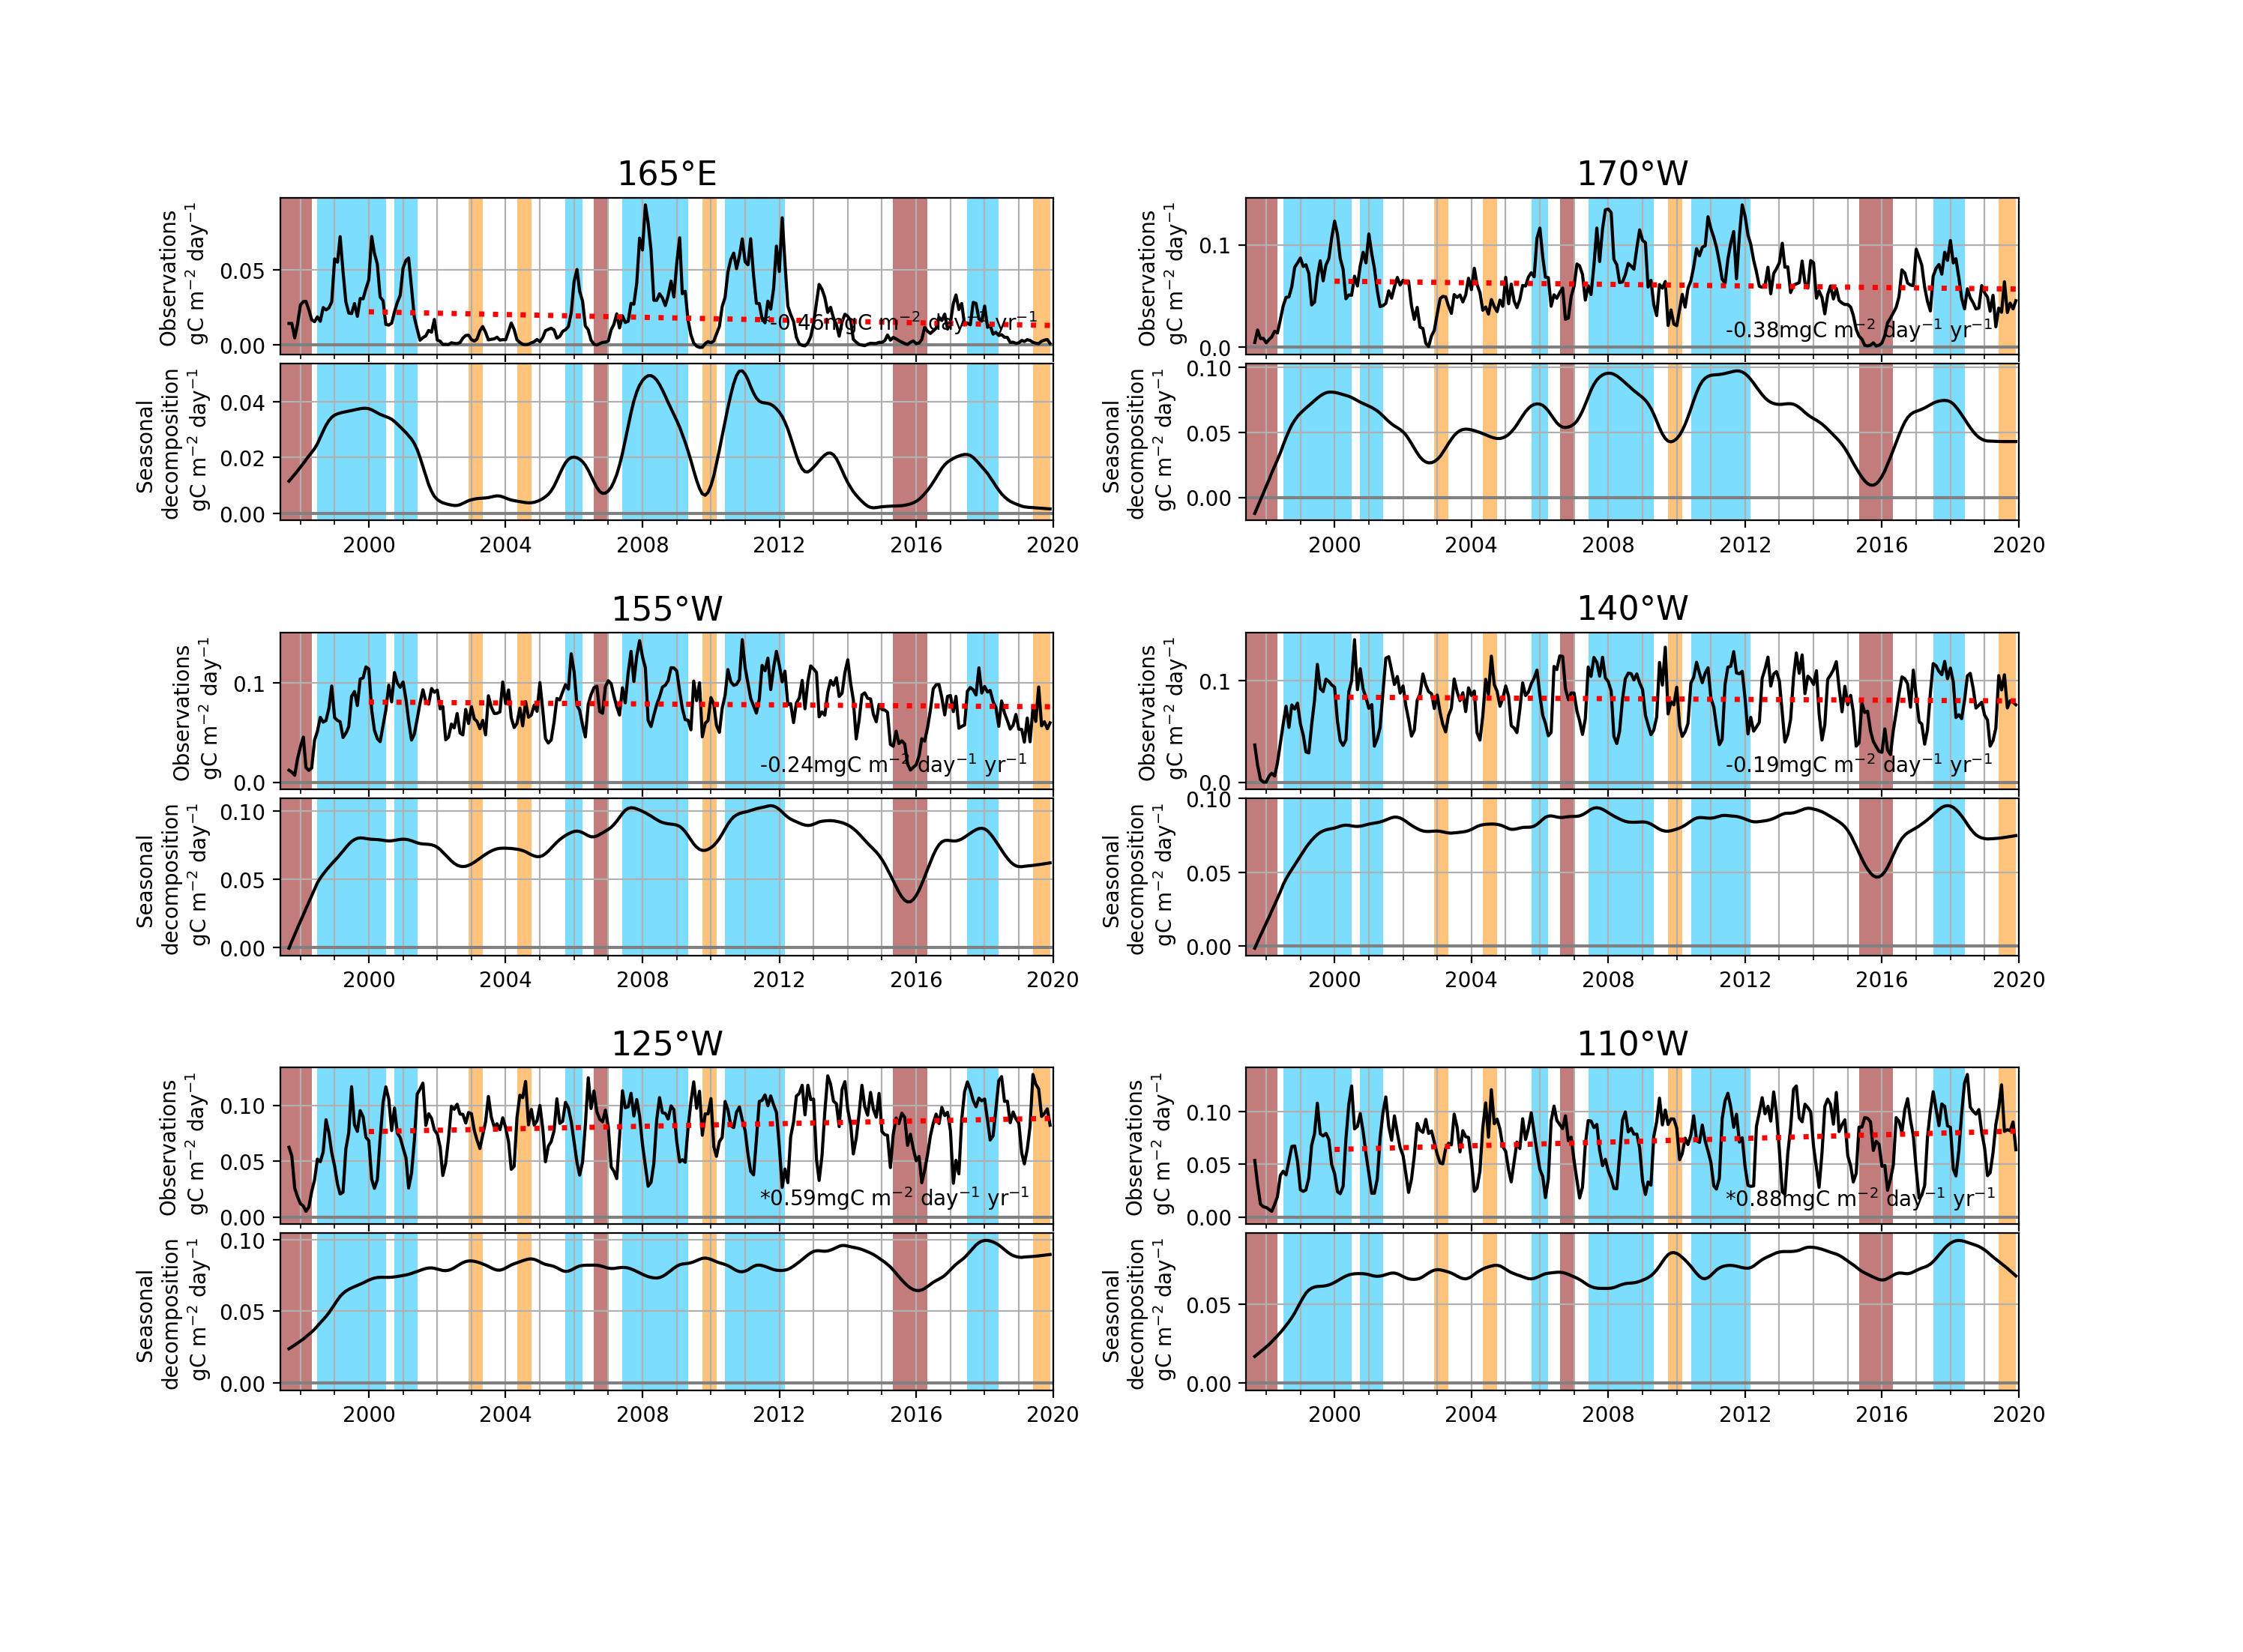 165°E
Observations
gC m⁻² day⁻¹
0.05
0.00
*-0.46mgC m⁻² day⁻¹ yr⁻¹
Seasonal
decomposition
gC m⁻² day⁻¹
0.04
0.02
0.00
2000 2004 2008 2012 2016 2020
170°W
Observations
gC m⁻² day⁻¹
0.1
0.0
-0.38mgC m⁻² day⁻¹ yr⁻¹
Seasonal
decomposition
gC m⁻² day⁻¹
0.10
0.05
0.00
2000 2004 2008 2012 2016 2020
155°W
Observations
gC m⁻² day⁻¹
0.1
0.0
-0.24mgC m⁻² day⁻¹ yr⁻¹
Seasonal
decomposition
gC m⁻² day⁻¹
0.10
0.05
0.00
2000 2004 2008 2012 2016 2020
140°W
Observations
gC m⁻² day⁻¹
0.1
0.0
-0.19mgC m⁻² day⁻¹ yr⁻¹
Seasonal
decomposition
gC m⁻² day⁻¹
0.10
0.05
0.00
2000 2004 2008 2012 2016 2020
125°W
Observations
gC m⁻² day⁻¹
0.10
0.05
0.00
*0.59mgC m⁻² day⁻¹ yr⁻¹
Seasonal
decomposition
gC m⁻² day⁻¹
0.10
0.05
0.00
2000 2004 2008 2012 2016 2020
110°W
Observations
gC m⁻² day⁻¹
0.10
0.05
0.00
*0.88mgC m⁻² day⁻¹ yr⁻¹
Seasonal
decomposition
gC m⁻² day⁻¹
0.05
0.00
2000 2004 2008 2012 2016 2020